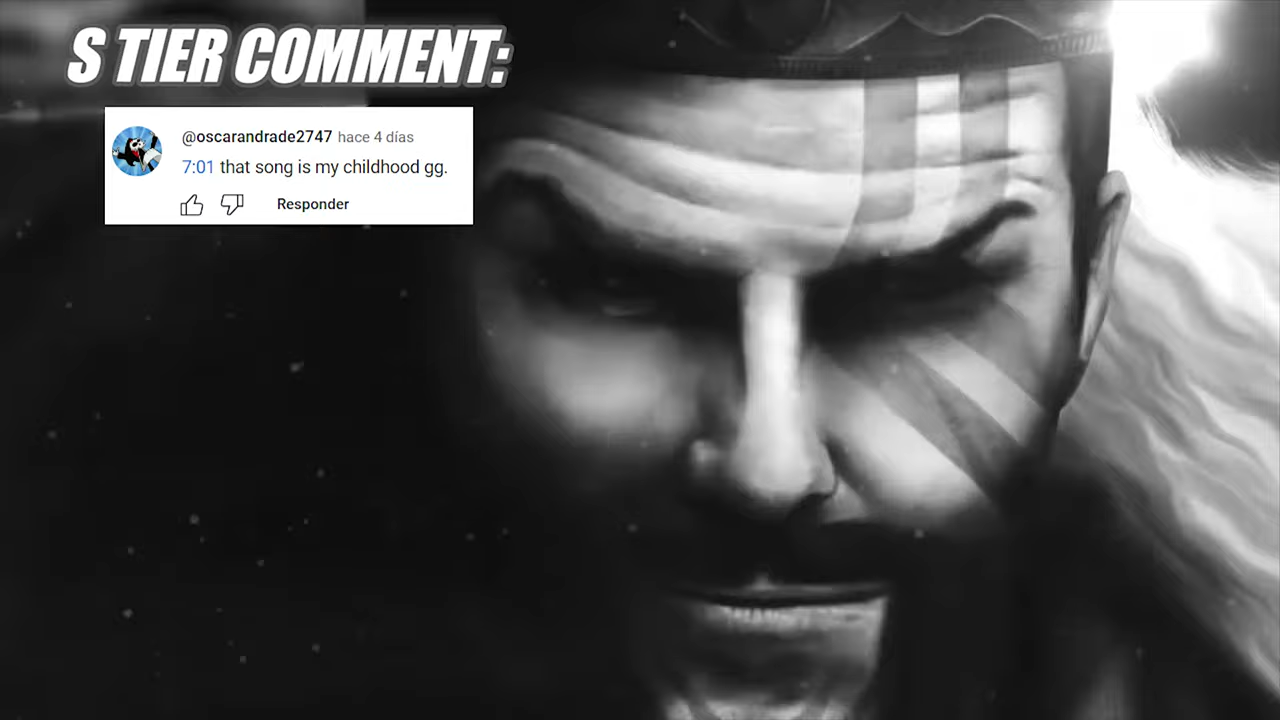 S TIER COMMENT:
@oscarandrade2747 hace 4 días
7:01 that song is my childhood gg.
Responder